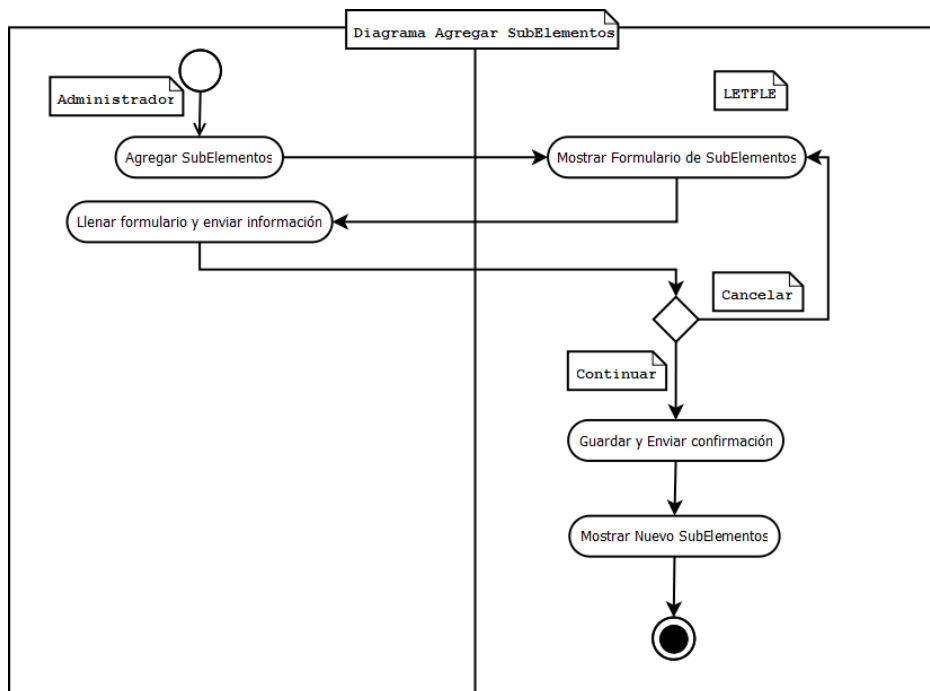 Diagrama Agregar SubElementos
Administrador
LETFLE
Agregar SubElementos
Mostrar Formulario de SubElementos
Llenar formulario y enviar información
Cancelar
Continuar
Guardar y Enviar confirmación
Mostrar Nuevo SubElementos